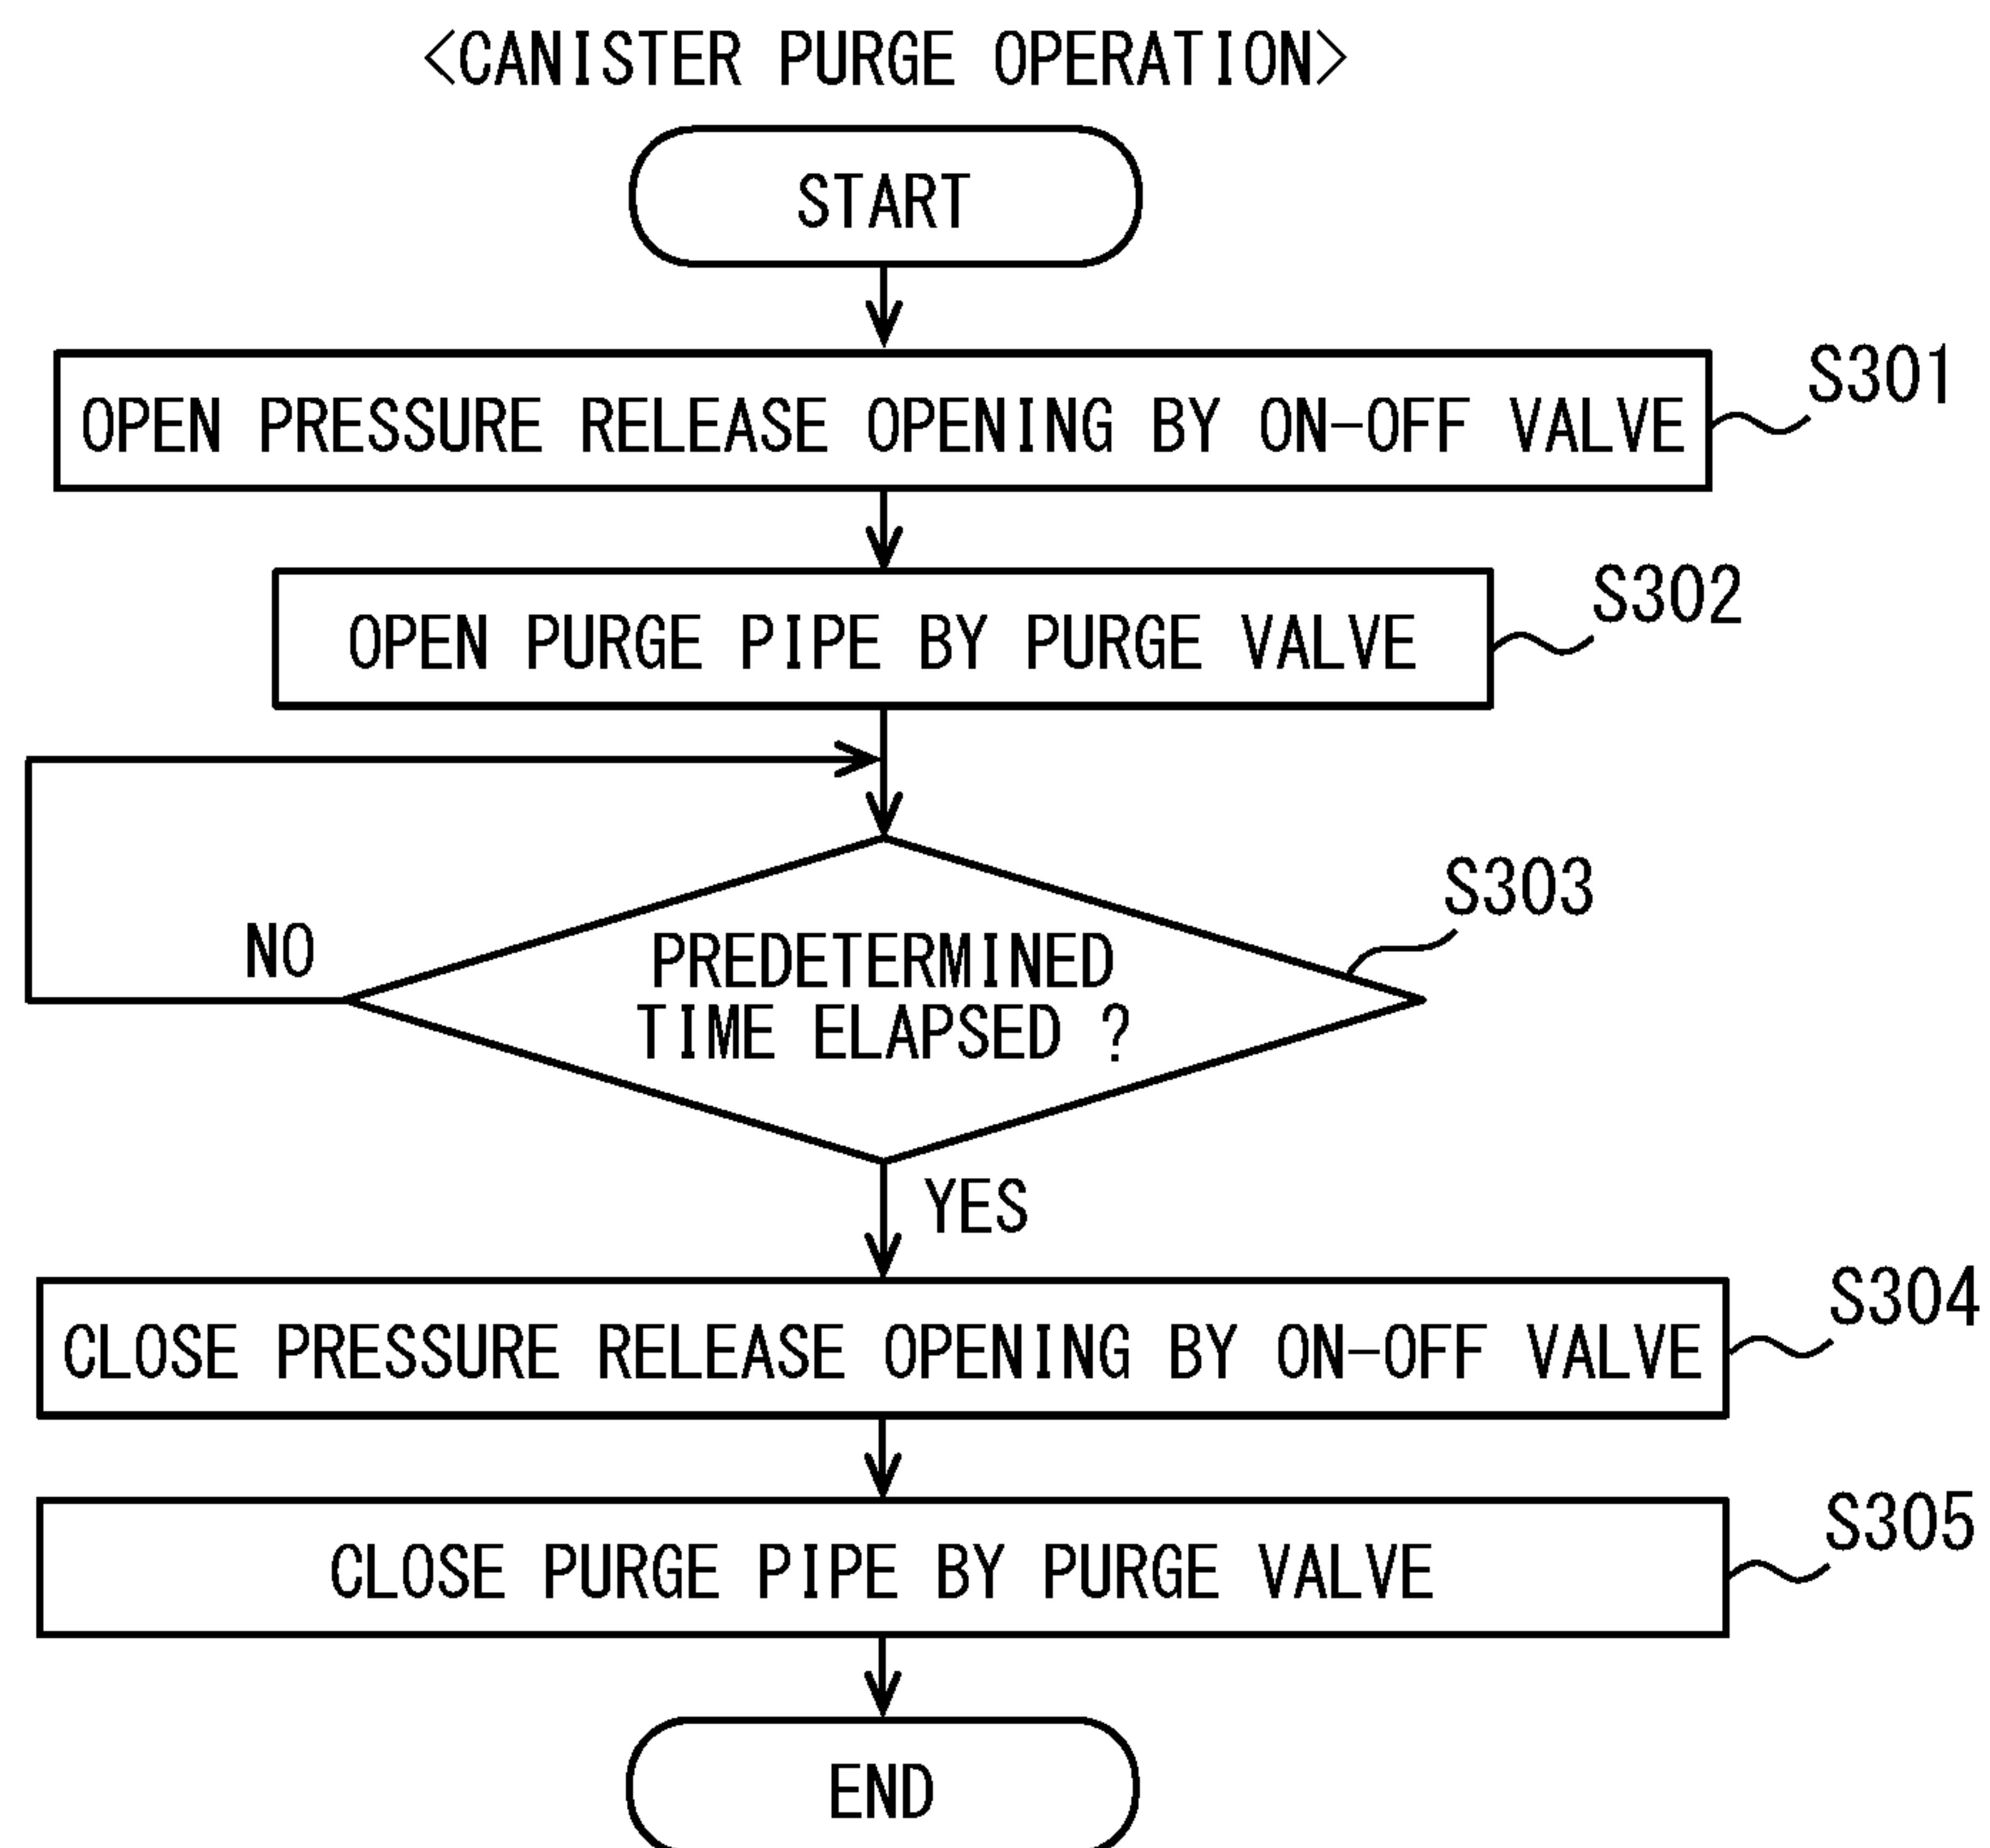 <CANISTER PURGE OPERATION>
START
OPEN PRESSURE RELEASE OPENING BY ON-OFF VALVE
S301
OPEN PURGE PIPE BY PURGE VALVE
S302
S303
NO
PREDETERMINED
TIME ELAPSED ?
YES
CLOSE PRESSURE RELEASE OPENING BY ON-OFF VALVE
S304
CLOSE PURGE PIPE BY PURGE VALVE
S305
END